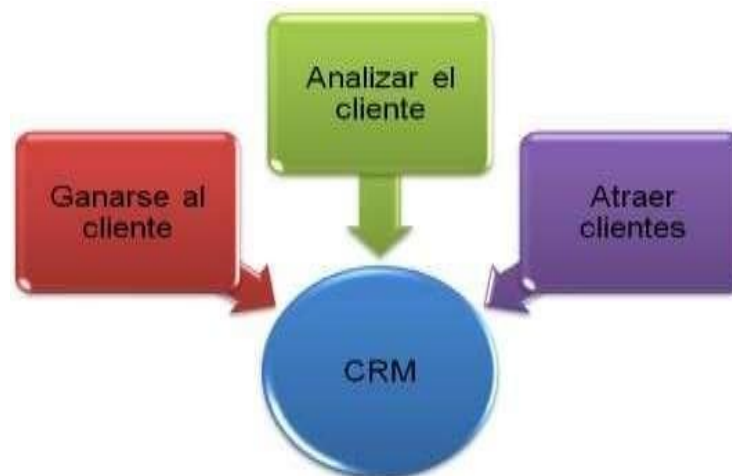 Analizar el
cliente
Ganarse al
cliente
Atraer
clientes
CRM